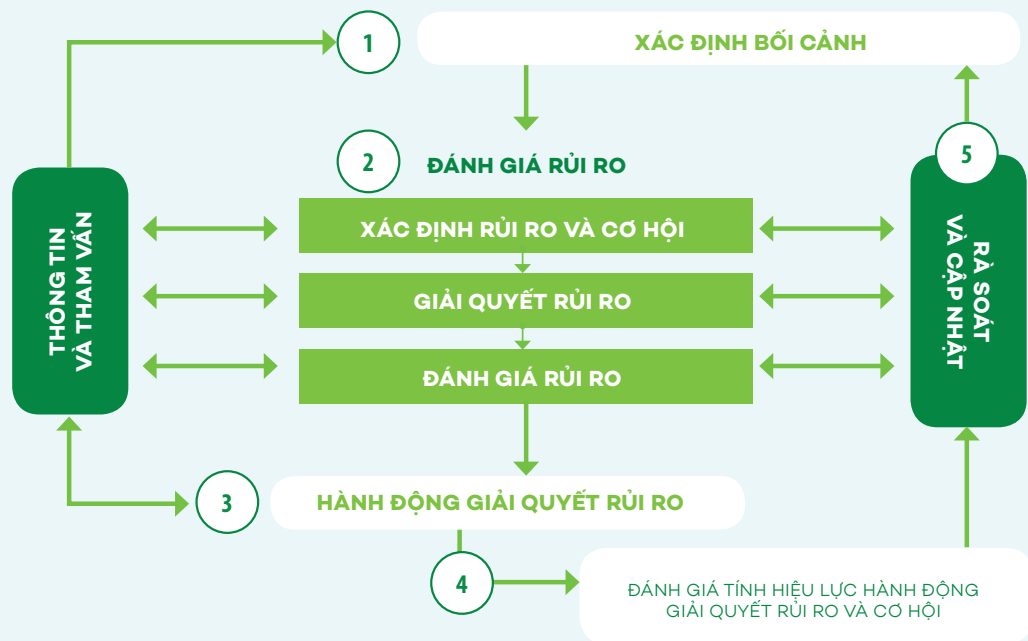 1
XÁC ĐỊNH BỐI CẢNH
2
ĐÁNH GIÁ RỦI RO
5
THÔNG TIN
VÀ THAM VẤN
XÁC ĐỊNH RỦI RO VÀ CƠ HỘI
GIẢI QUYẾT RỦI RO
ĐÁNH GIÁ RỦI RO
RÀ SOÁT
VÀ CẬP NHẬT
3
HÀNH ĐỘNG GIẢI QUYẾT RỦI RO
4
ĐÁNH GIÁ TÍNH HIỆU LỰC HÀNH ĐỘNG
GIẢI QUYẾT RỦI RO VÀ CƠ HỘI